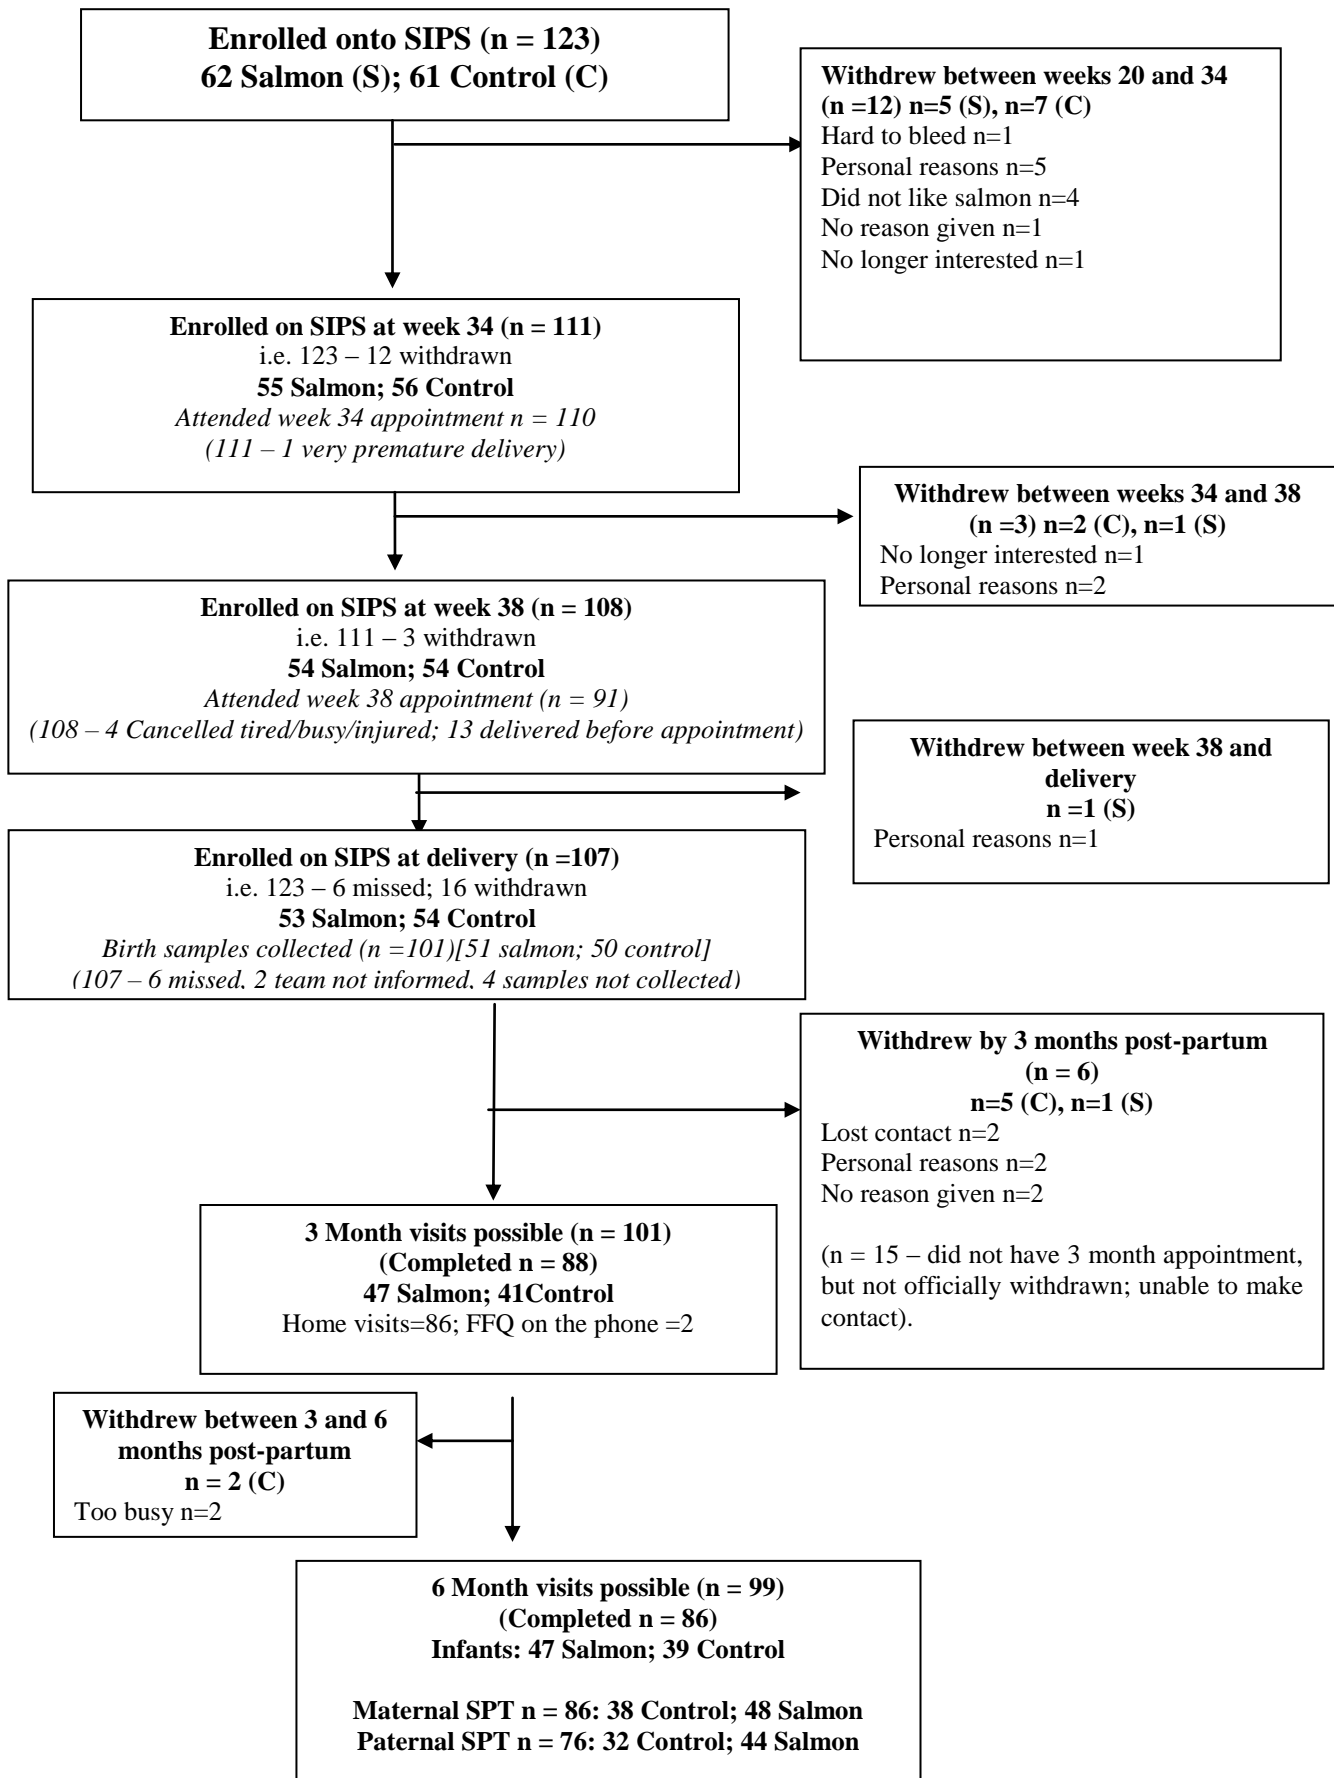 Enrolled onto SIPS (n = 123)
62 Salmon (S); 61 Control (C)
Withdrew between weeks 20 and 34
(n =12) n=5 (S), n=7 (C)
Hard to bleed n=1
Personal reasons n=5
Did not like salmon n=4
No reason given n=1
No longer interested n=1
Enrolled on SIPS at week 34 (n = 111)
i.e. 123 – 12 withdrawn
55 Salmon; 56 Control
Attended week 34 appointment n = 110
(111 – 1 very premature delivery)
Withdrew between weeks 34 and 38
(n =3) n=2 (C), n=1 (S)
No longer interested n=1
Personal reasons n=2
Enrolled on SIPS at week 38 (n = 108)
i.e. 111 – 3 withdrawn
54 Salmon; 54 Control
Attended week 38 appointment (n = 91)
(108 – 4 Cancelled tired/busy/injured; 13 delivered before appointment)
Withdrew between week 38 and
delivery
n =1 (S)
Personal reasons n=1
Enrolled on SIPS at delivery (n =107)
i.e. 123 – 6 missed; 16 withdrawn
53 Salmon; 54 Control
Birth samples collected (n =101)[51 salmon; 50 control]
(107 – 6 missed, 2 team not informed, 4 samples not collected)
Withdrew by 3 months post-partum
(n = 6)
n=5 (C), n=1 (S)
Lost contact n=2
Personal reasons n=2
No reason given n=2
(n = 15 – did not have 3 month appointment,
but not officially withdrawn; unable to make
contact).
3 Month visits possible (n = 101)
(Completed n = 88)
47 Salmon; 41Control
Home visits=86; FFQ on the phone =2
Withdrew between 3 and 6
months post-partum
n = 2 (C)
Too busy n=2
6 Month visits possible (n = 99)
(Completed n = 86)
Infants: 47 Salmon; 39 Control
Maternal SPT n = 86: 38 Control; 48 Salmon
Paternal SPT n = 76: 32 Control; 44 Salmon